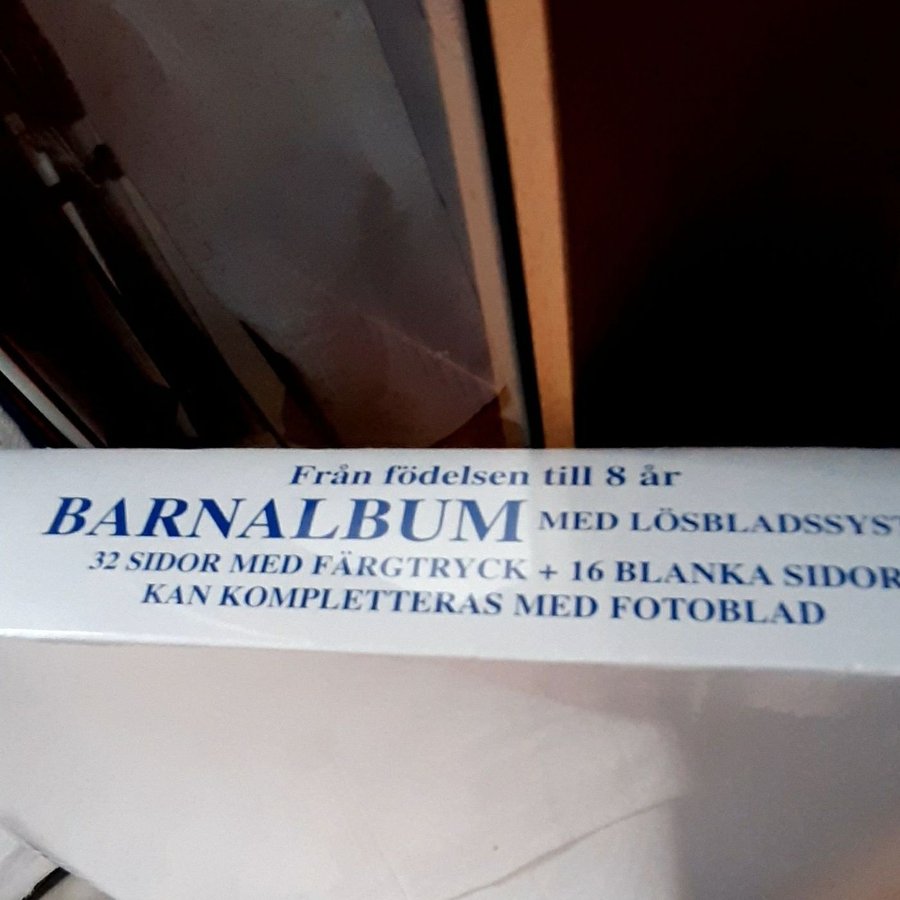 Från födelsen till 8 år
BARNALBUM MED LÖSBLADSSYST
32 SIDOR MED FÄRGTRYCK + 16 BLANKA SIDOR
KAN KOMPLETTERAS MED FOTOBLAD